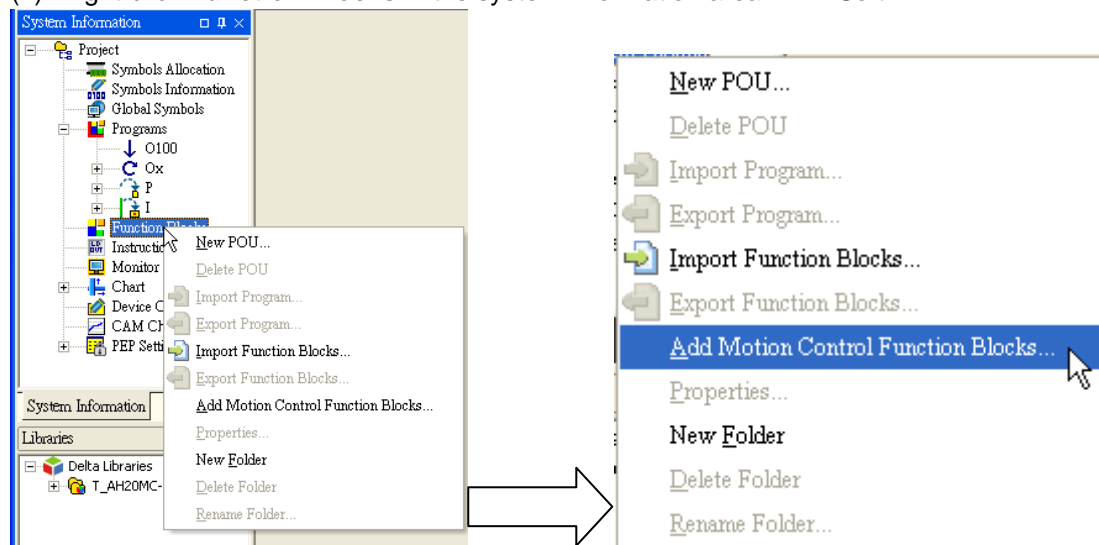 System Information
Project
Symbols Allocation
Symbols Information
Global Symbols
Programs
O100
Ox
P
I
Function Blocks
Instructic
Monitor
Chart
Device C
CAM Ch
PEP Setti
New POU...
Delete POU
Import Program...
Export Program...
Import Function Blocks...
Export Function Blocks...
Add Motion Control Function Blocks...
Properties...
New Folder
Delete Folder
Rename Folder...
System Information
Libraries
Delta Libraries
T_AH20MC-
New POU...
Delete POU
Import Program...
Export Program...
Import Function Blocks...
Export Function Blocks...
Add Motion Control Function Blocks...
Properties...
New Folder
Delete Folder
Rename Folder...